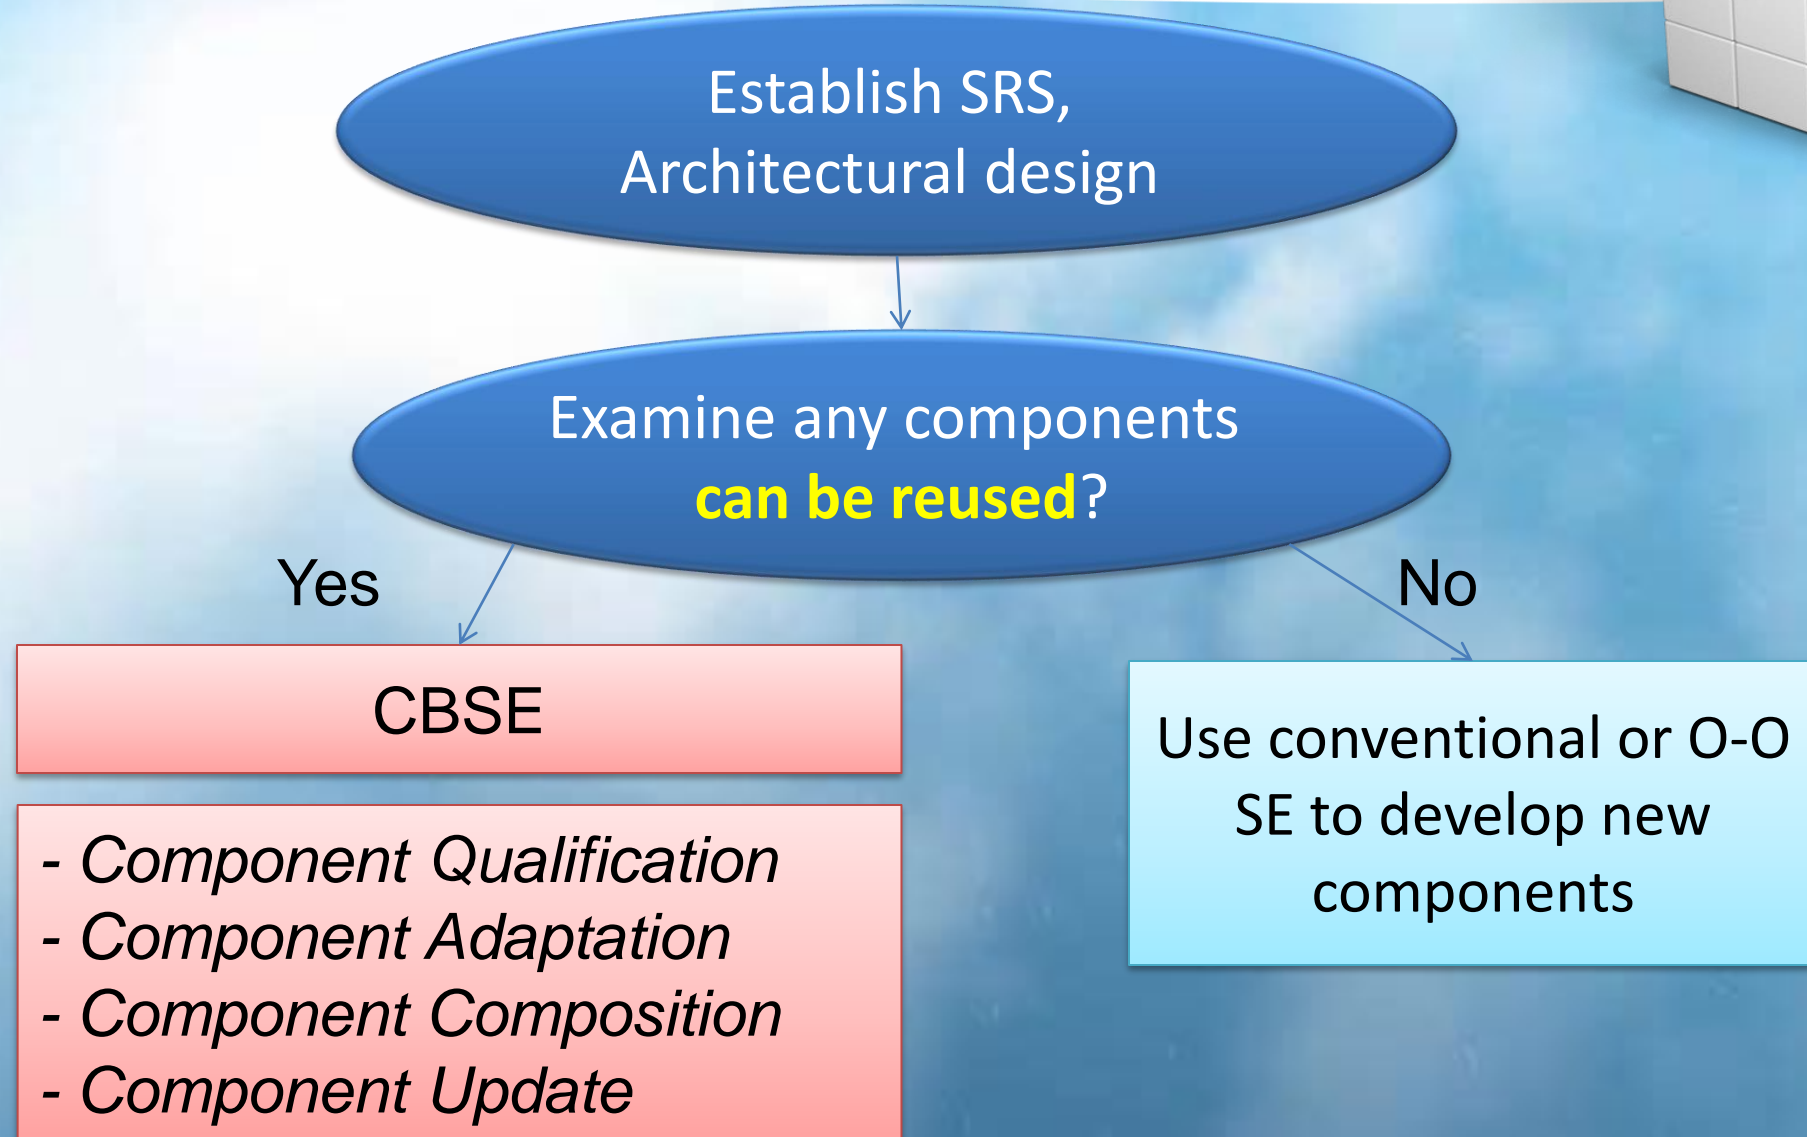 Establish SRS,
Architectural design
Examine any components
can be reused?
Yes
No
CBSE
Use conventional or O-O
SE to develop new
components
- Component Qualification
- Component Adaptation
- Component Composition
- Component Update